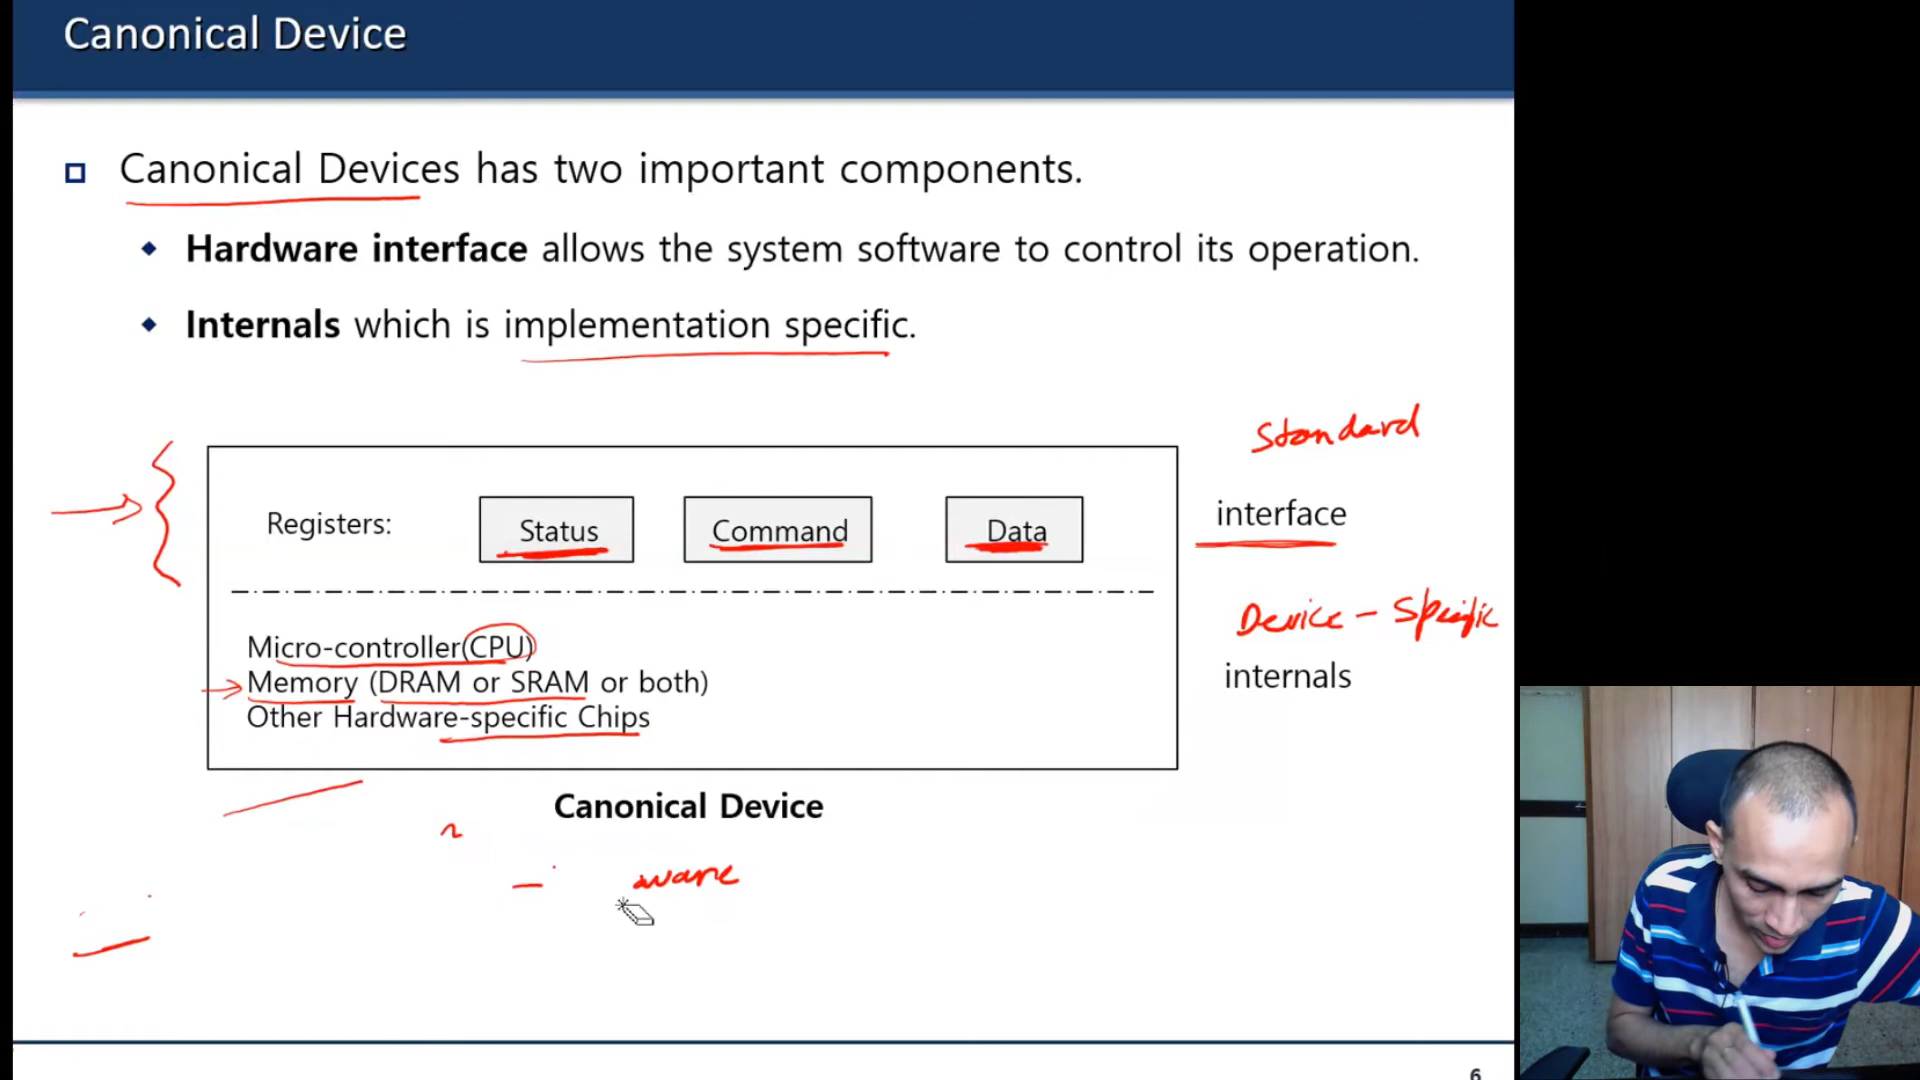 Canonical Device
Canonical Devices has two important components.
Hardware interface allows the system software to control its operation.
Internals which is implementation specific.
Standard
Registers: Status Command Data interface
Device - Specific
Micro-controller(CPU)
Memory (DRAM or SRAM or both) internals
Other Hardware-specific Chips
Canonical Device
ware
6